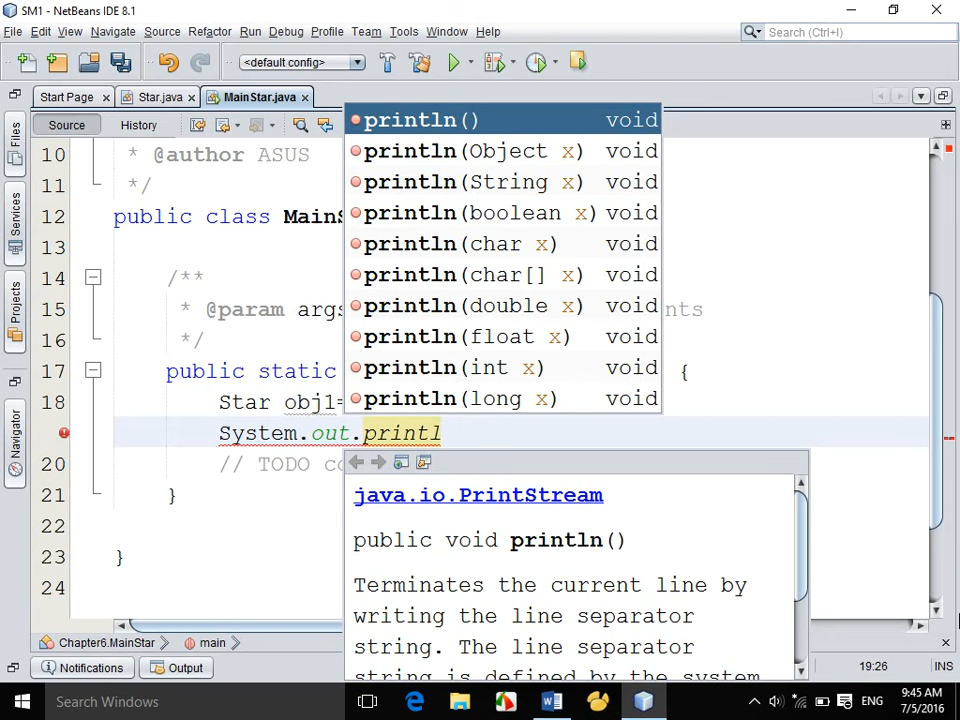 SM1 - NetBeans IDE 8.1
File Edit View Navigate Source Refactor Run Debug Profile Team Tools Window Help
Search (Ctrl+I)
<default config>
Start Page Star.java MainStar.java
Source History
Files
Services
Projects
Navigator
println() void
println(Object x) void
println(String x) void
println(boolean x) void
println(char x) void
println(char[] x) void
println(double x) void
println(float x) void
println(int x) void
println(long x) void
10 * @author ASUS
11 */
12 public class MainS
13
14 /**
15 * @param args nts
16 */
17 public static {
18 Star obj1=
System.out.printl
20 // TODO co
21 }
22
23 }
24
java.io.PrintStream
public void println()
Terminates the current line by
writing the line separator
string. The line separator
string is defined by the system
Chapter6.MainStar main
Notifications Output 19:26 INS
Search Windows
ENG
9:45 AM
7/5/2016